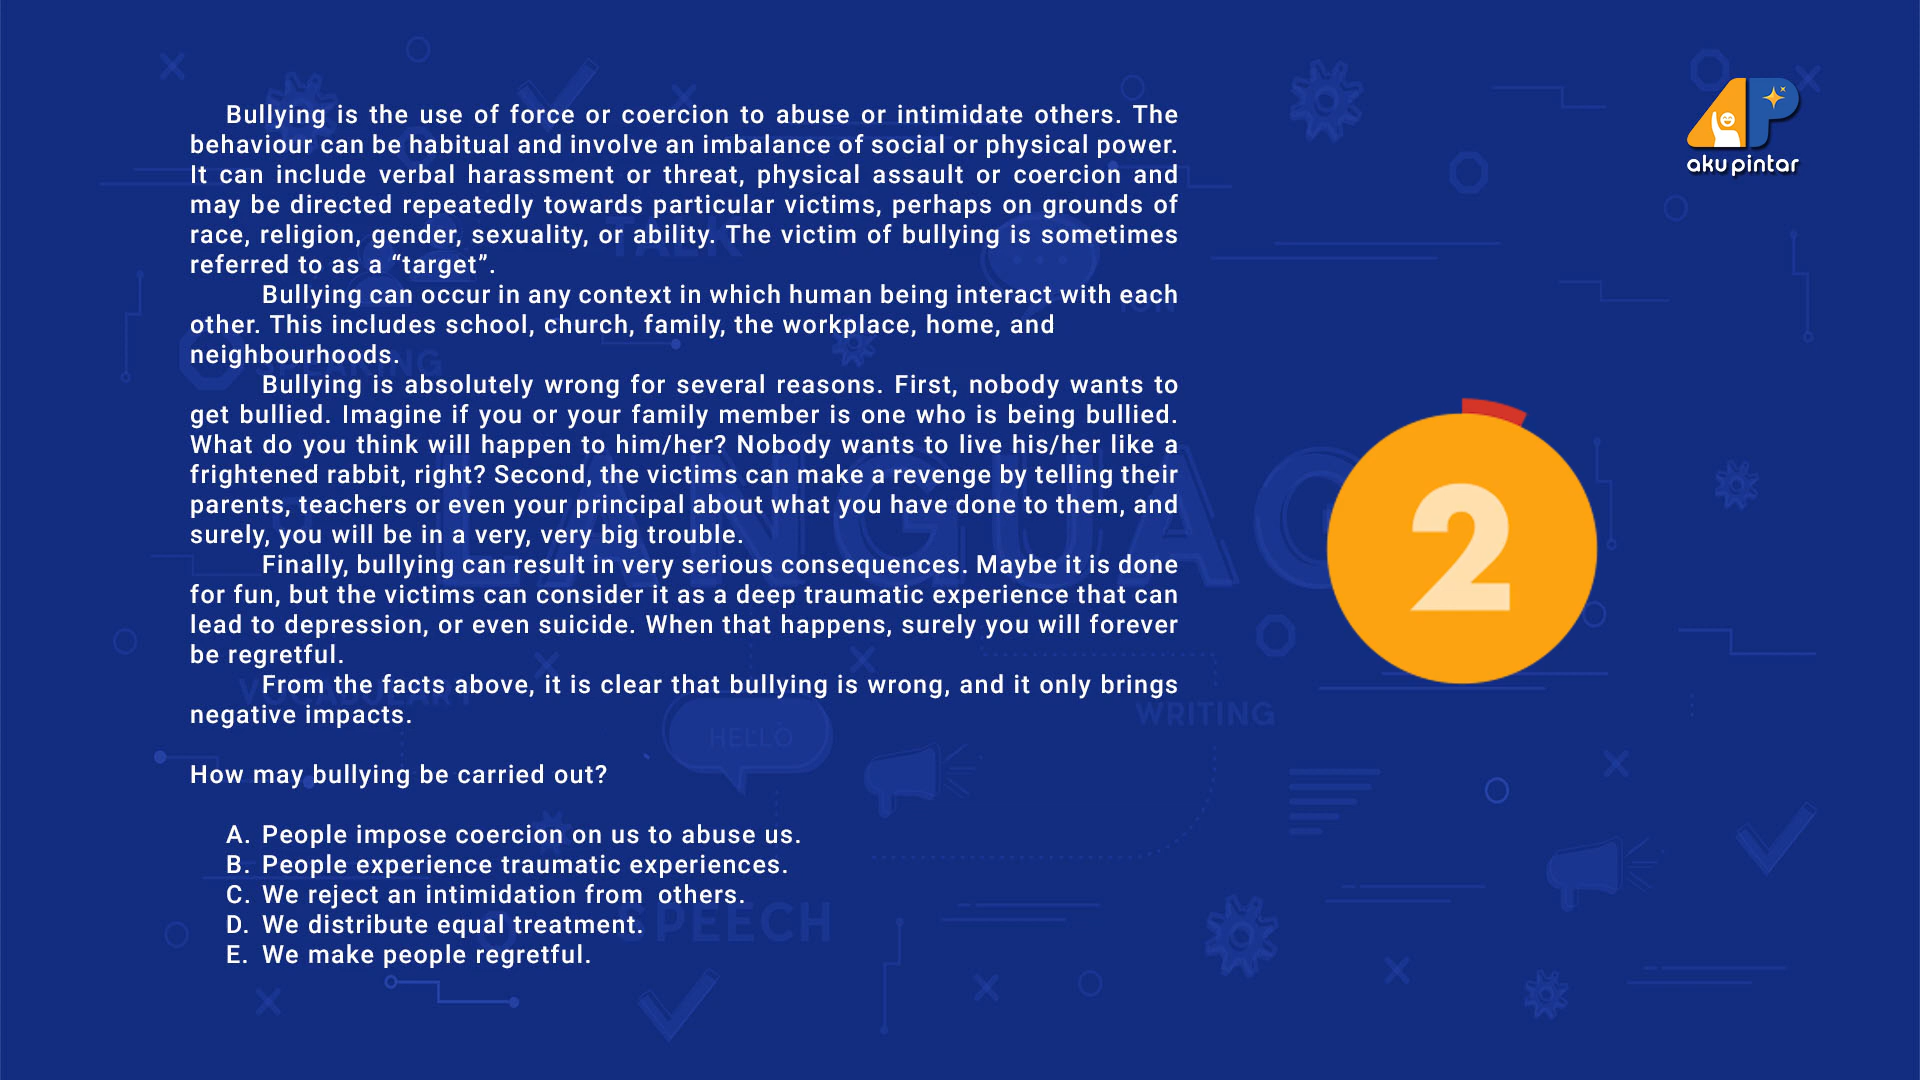 Bullying is the use of force or coercion to abuse or intimidate others. The
behaviour can be habitual and involve an imbalance of social or physical power.
It can include verbal harassment or threat, physical assault or coercion and
may be directed repeatedly towards particular victims, perhaps on grounds of
race, religion, gender, sexuality, or ability. The victim of bullying is sometimes
referred to as a “target”.
Bullying can occur in any context in which human being interact with each
other. This includes school, church, family, the workplace, home, and
neighbourhoods.
Bullying is absolutely wrong for several reasons. First, nobody wants to
get bullied. Imagine if you or your family member is one who is being bullied.
What do you think will happen to him/her? Nobody wants to live his/her like a
frightened rabbit, right? Second, the victims can make a revenge by telling their
parents, teachers or even your principal about what you have done to them, and
surely, you will be in a very, very big trouble.
Finally, bullying can result in very serious consequences. Maybe it is done
for fun, but the victims can consider it as a deep traumatic experience that can
lead to depression, or even suicide. When that happens, surely you will forever
be regretful.
From the facts above, it is clear that bullying is wrong, and it only brings
negative impacts.
How may bullying be carried out?
A. People impose coercion on us to abuse us.
B. People experience traumatic experiences.
C. We reject an intimidation from others.
D. We distribute equal treatment.
E. We make people regretful.
aku pintar
2
TALK
SPEAKING
LANGUAG
VOCABULARY
HELLO
WRITING
SPEECH